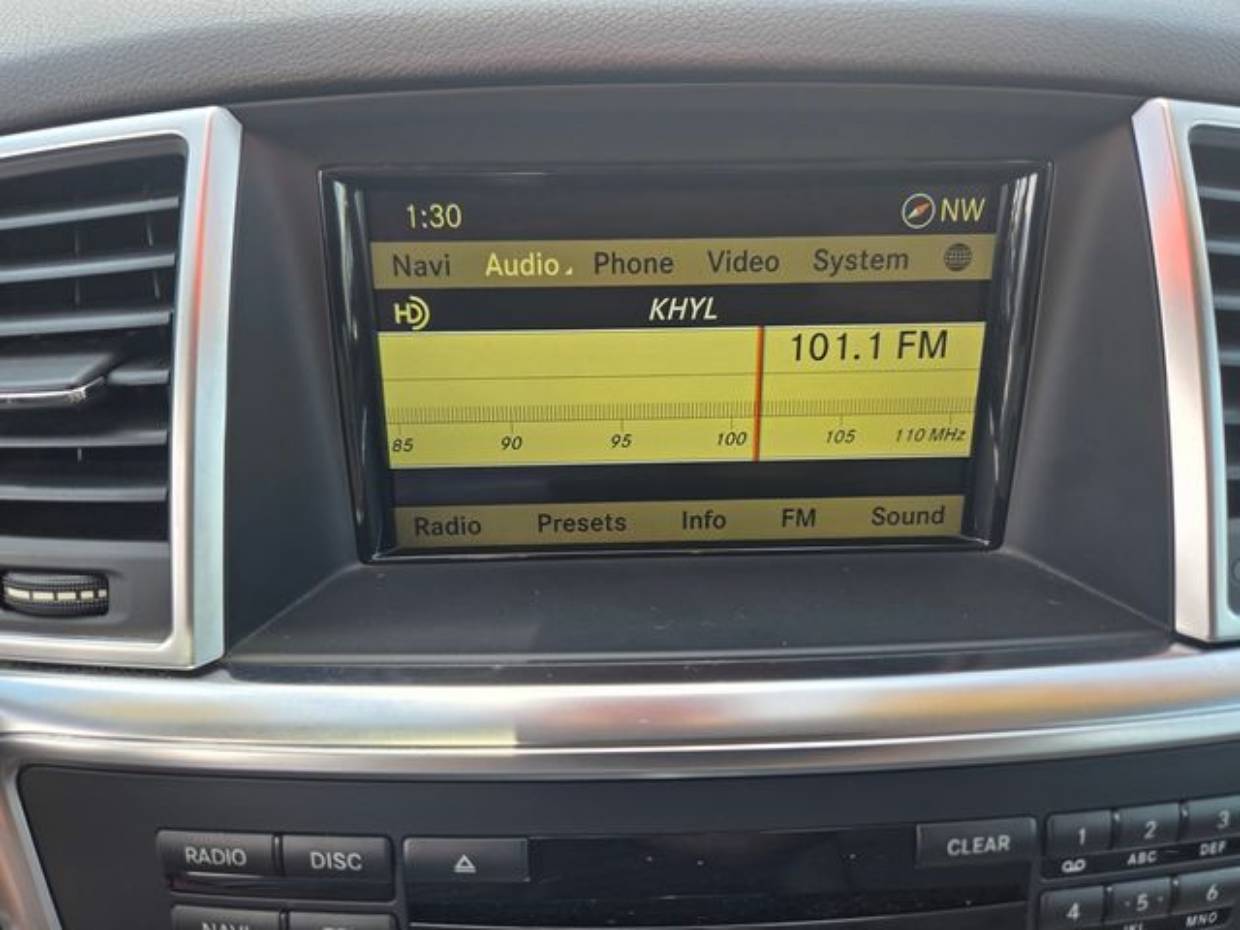 1:30 NW
Navi Audio Phone Video System
HD KHYL
101.1 FM
85 90 95 100 105 110 MHz
Radio Presets Info FM Sound
RADIO DISC CLEAR 1 2 3
ABC DEF
NAVI 4 5 6
MNO